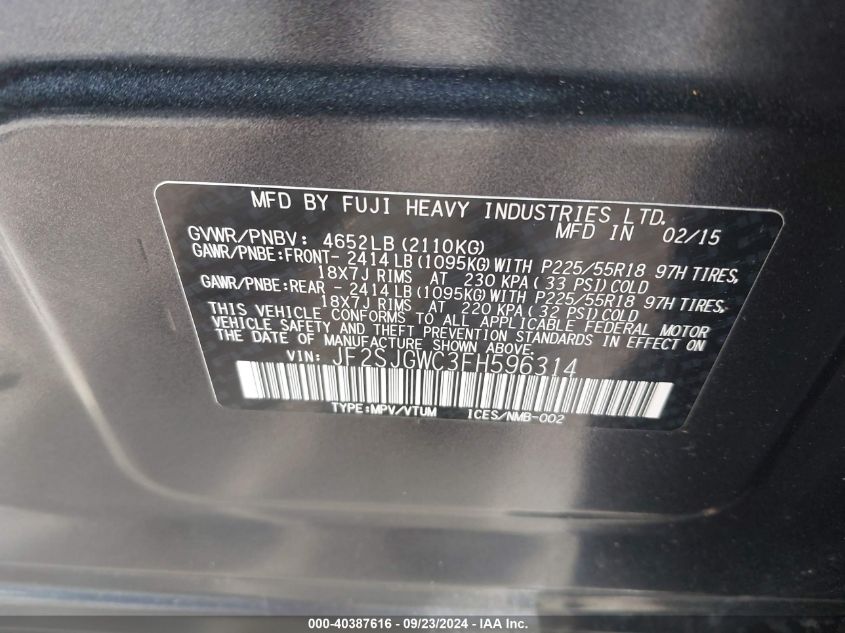 MFD BY FUJI HEAVY INDUSTRIES LTD.
GVWR/PNBV: 4652LB (2110KG) MFD IN 02/15
GAWR/PNBE:FRONT- 2414LB (1095KG) WITH P225/55R18 97H TIRES,
18X7J RIMS AT 230 KPA (33 PSI) COLD
GAWR/PNBE:REAR - 2414LB (1095KG) WITH P225/55R18 97H TIRES,
18X7J RIMS AT 220 KPA (32 PSI) COLD
THIS VEHICLE CONFORMS TO ALL APPLICABLE FEDERAL MOTOR
VEHICLE SAFETY AND THEFT PREVENTION STANDARDS IN EFFECT ON
THE DATE OF MANUFACTURE SHOWN ABOVE.
VIN: JF2SJGWC3FH596314
TYPE:MPV/VTUM ICES/NMB-002
000-40387616 - 09/23/2024 - IAA Inc.